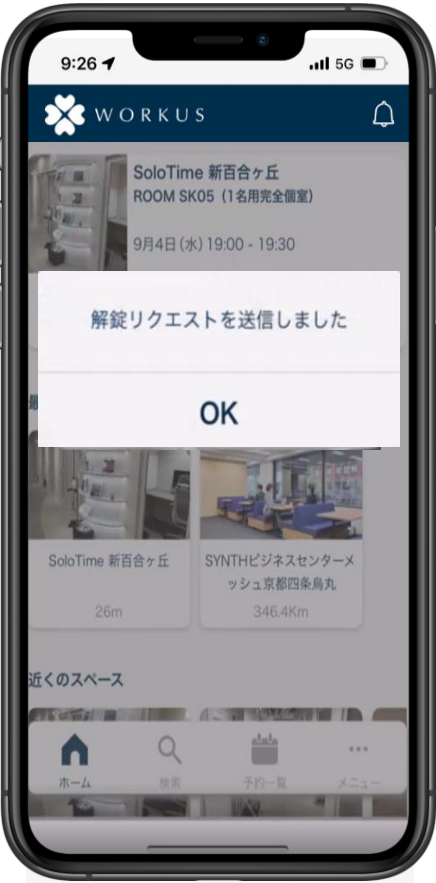 9:26
5G
WORKUS
SoloTime 新百合ヶ丘
ROOM SK05（1名用完全個室）
9月4日(水) 19:00 - 19:30
解錠リクエストを送信しました
OK
SoloTime 新百合ヶ丘
26m
SYNTHビジネスセンターメ
ッシュ京都四条烏丸
346.4Km
近くのスペース
ホーム
検索
予約一覧
メニュー